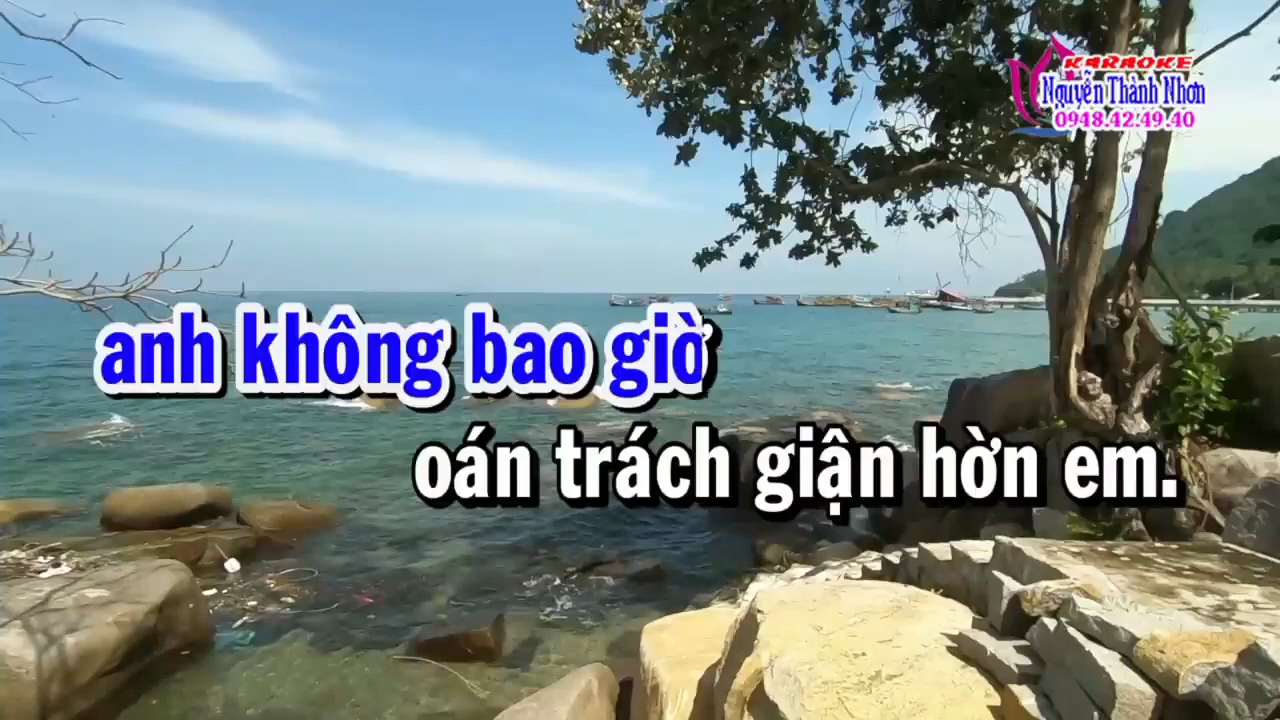 KARAOKE
Nguyễn Thành Nhơn
0948.42.49.40
anh không bao giờ
oán trách giận hờn em.